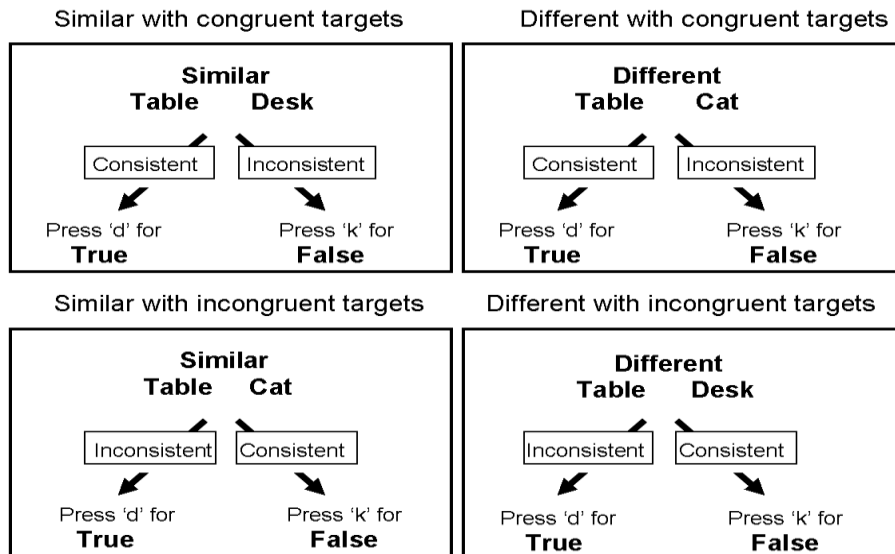 Similar with congruent targets
Similar
Table Desk
Consistent Inconsistent
Press ‘d’ for Press ‘k’ for
True False
Different with congruent targets
Different
Table Cat
Consistent Inconsistent
Press ‘d’ for Press ‘k’ for
True False
Similar with incongruent targets
Similar
Table Cat
Inconsistent Consistent
Press ‘d’ for Press ‘k’ for
True False
Different with incongruent targets
Different
Table Desk
Inconsistent Consistent
Press ‘d’ for Press ‘k’ for
True False